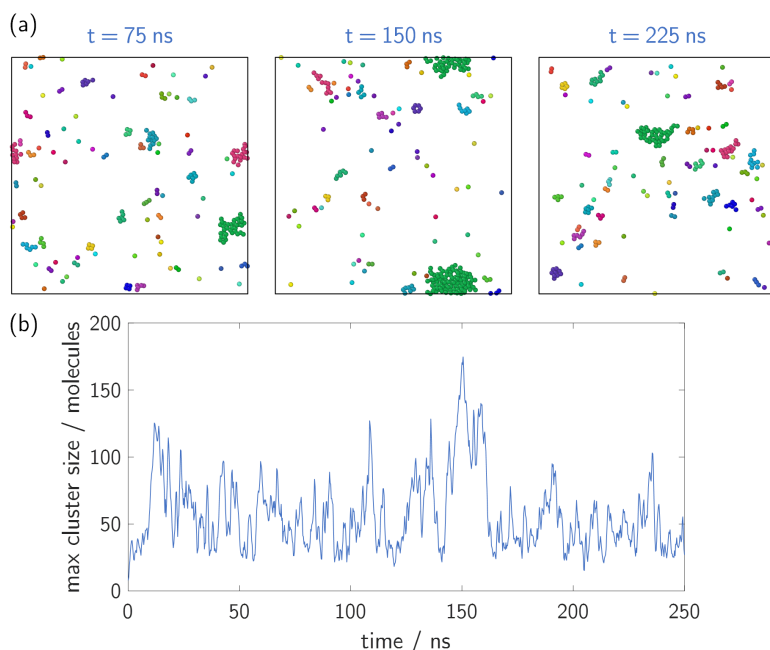 (a)
t = 75 ns
t = 150 ns
t = 225 ns
(b)
max cluster size / molecules
200
150
100
50
0
0
50
100
150
200
250
time / ns